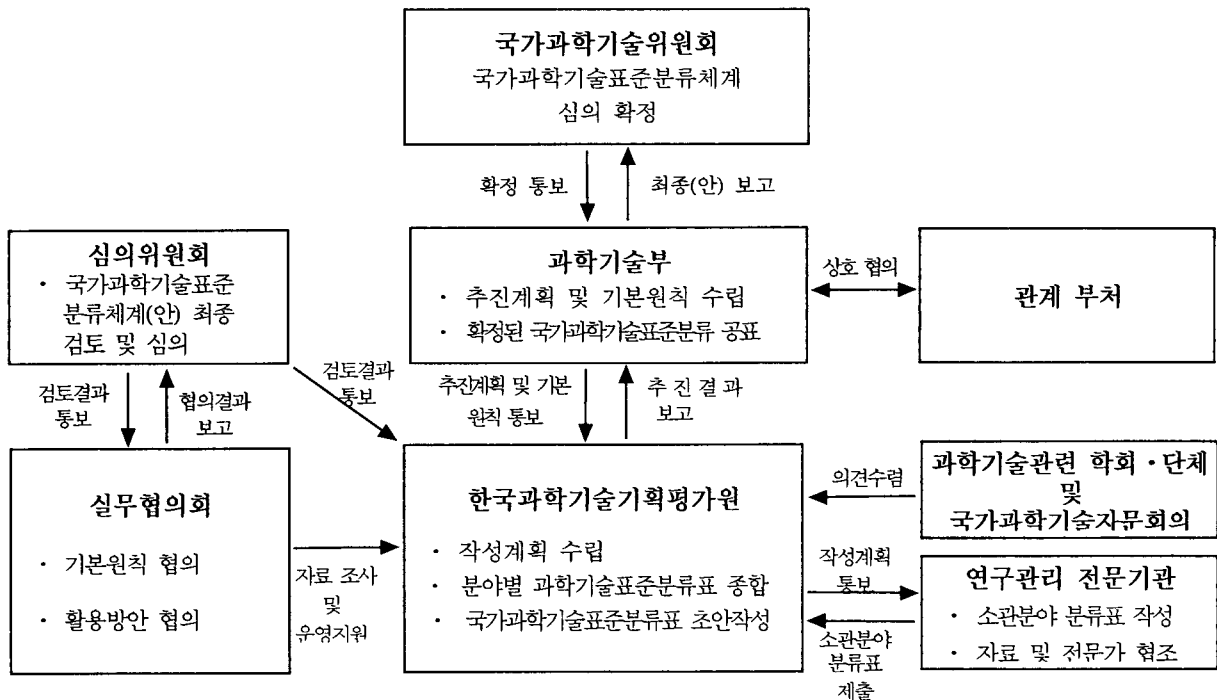 국가과학기술위원회
국가과학기술표준분류체계
심의 확정
확정 통보
최종(안) 보고
심의위원회
· 국가과학기술표준
분류체계(안) 최종
검토 및 심의
과학기술부
· 추진계획 및 기본원칙 수립
· 확정된 국가과학기술표준분류 공표
상호 협의
관계 부처
검토결과
통보
협의결과
보고
검토결과
통보
추진계획 및 기본
원칙 통보
추 진 결 과
보고
실무협의회
· 기본원칙 협의
· 활용방안 협의
자료 조사
및
운영지원
한국과학기술기획평가원
· 작성계획 수립
· 분야별 과학기술표준분류표 종합
· 국가과학기술표준분류표 초안작성
의견수렴
과학기술관련 학회·단체
및
국가과학기술자문회의
작성계획
통보
소관분야
분류표
제출
연구관리 전문기관
· 소관분야 분류표 작성
· 자료 및 전문가 협조